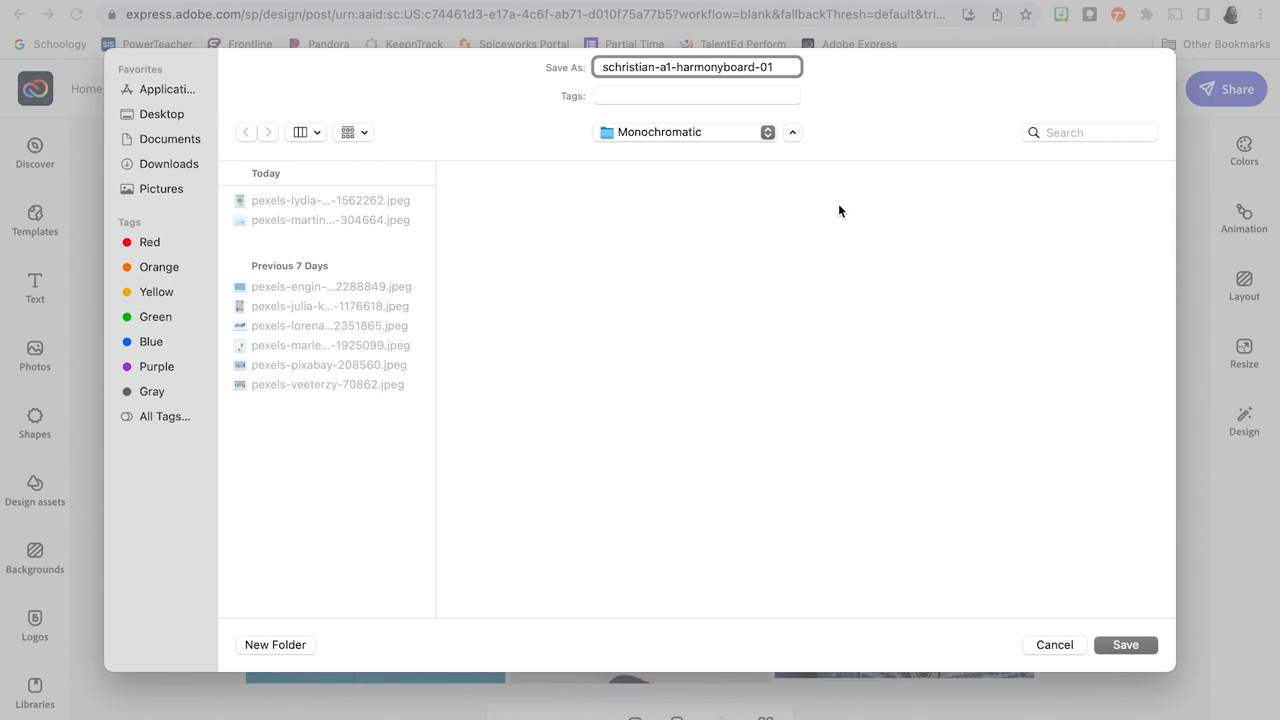 express.adobe.com/sp/design/post/urn:aaid:sc:US:c74461d3-e17a-4c6f-ab71-d010f75a77b5?workflow=blank&fallbackThresh=default&tri...
Schoology
SIS PowerTeacher
Frontline
Pandora
KeepnTrack
Spiceworks Portal
Partial Time
TalentEd Perform
Adobe Express
Other Bookmarks
Home
Share
Discover
Templates
Text
Photos
Shapes
Design assets
Backgrounds
Logos
Libraries
Favorites
Applicati...
Desktop
Documents
Downloads
Pictures
Tags
Red
Orange
Yellow
Green
Blue
Purple
Gray
All Tags...
Save As: schristian-a1-harmonyboard-01
Tags:
Monochromatic
Search
Today
pexels-lydia-...-1562262.jpeg
pexels-martin...-304664.jpeg
Previous 7 Days
pexels-engin-...2288849.jpeg
pexels-julia-k...-1176618.jpeg
pexels-lorena...2351865.jpeg
pexels-marle...-1925099.jpeg
pexels-pixabay-208560.jpeg
pexels-veeterzy-70862.jpeg
New Folder
Cancel
Save
Colors
Animation
Layout
Resize
Design